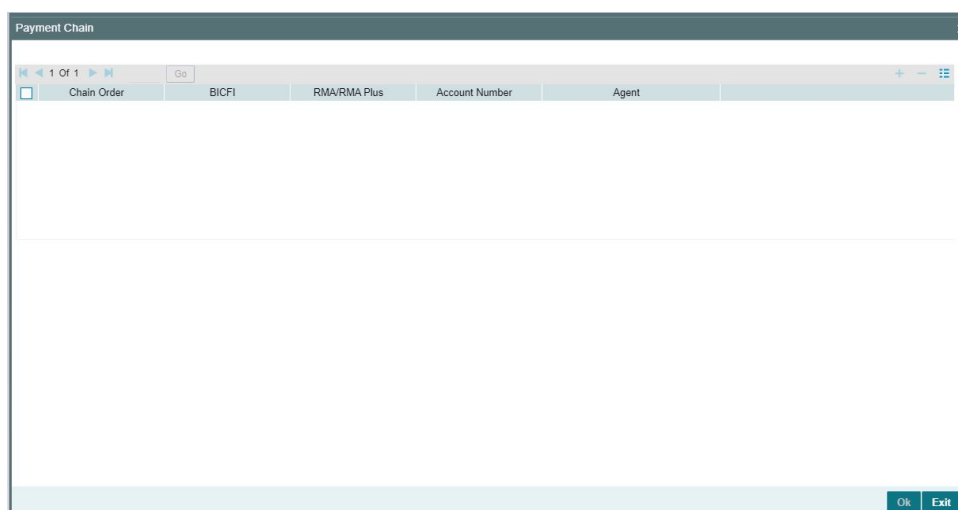 Payment Chain
1 Of 1 Go
Chain Order BICFI RMA/RMA Plus Account Number Agent
Ok Exit